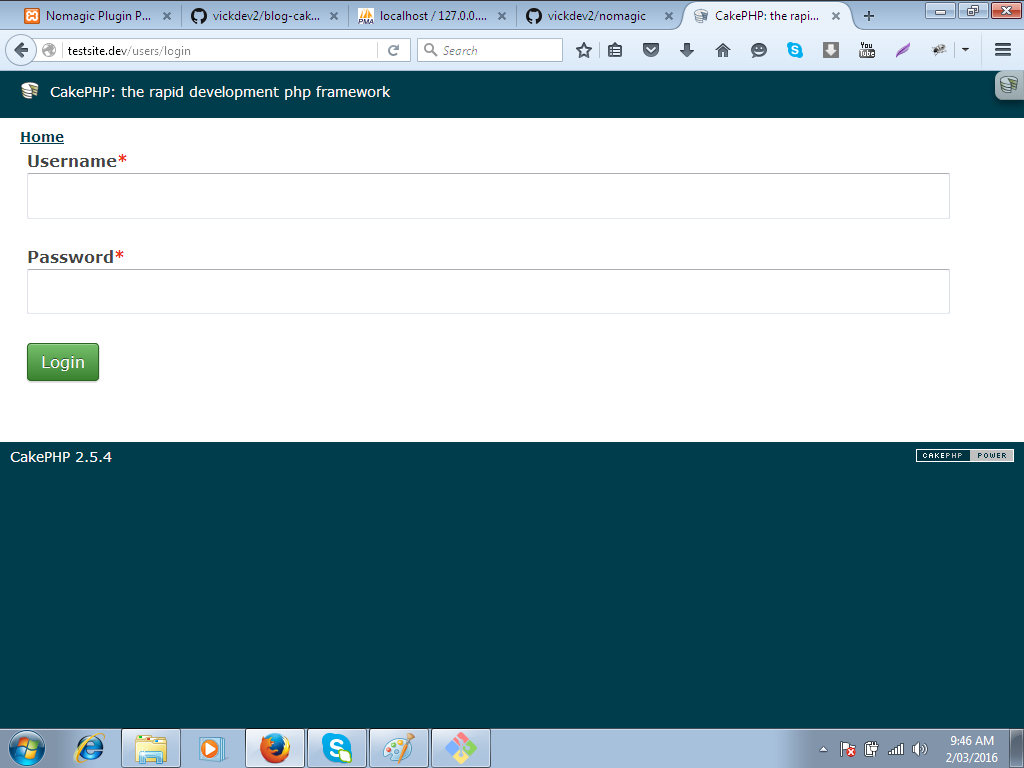 Nomagic Plugin P...
vickdev2/blog-cak...
localhost / 127.0.0....
vickdev2/nomagic
CakePHP: the rapi...
testsite.dev/users/login
Search
You
Tube
CakePHP: the rapid development php framework
Home
Username*
Password*
Login
CakePHP 2.5.4
CAKEPHP POWER
9:46 AM
2/03/2016